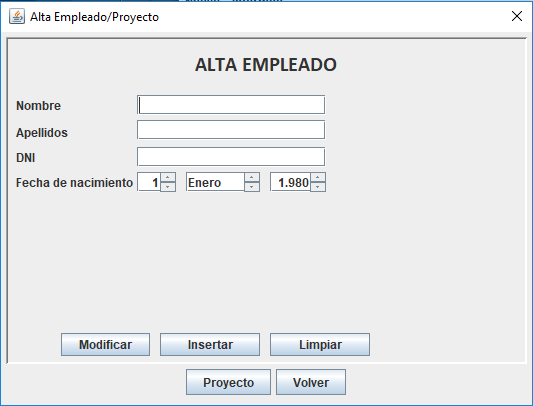 Alta Empleado/Proyecto
ALTA EMPLEADO
Nombre
Apellidos
DNI
Fecha de nacimiento 1 Enero 1.980
Modificar Insertar Limpiar
Proyecto Volver